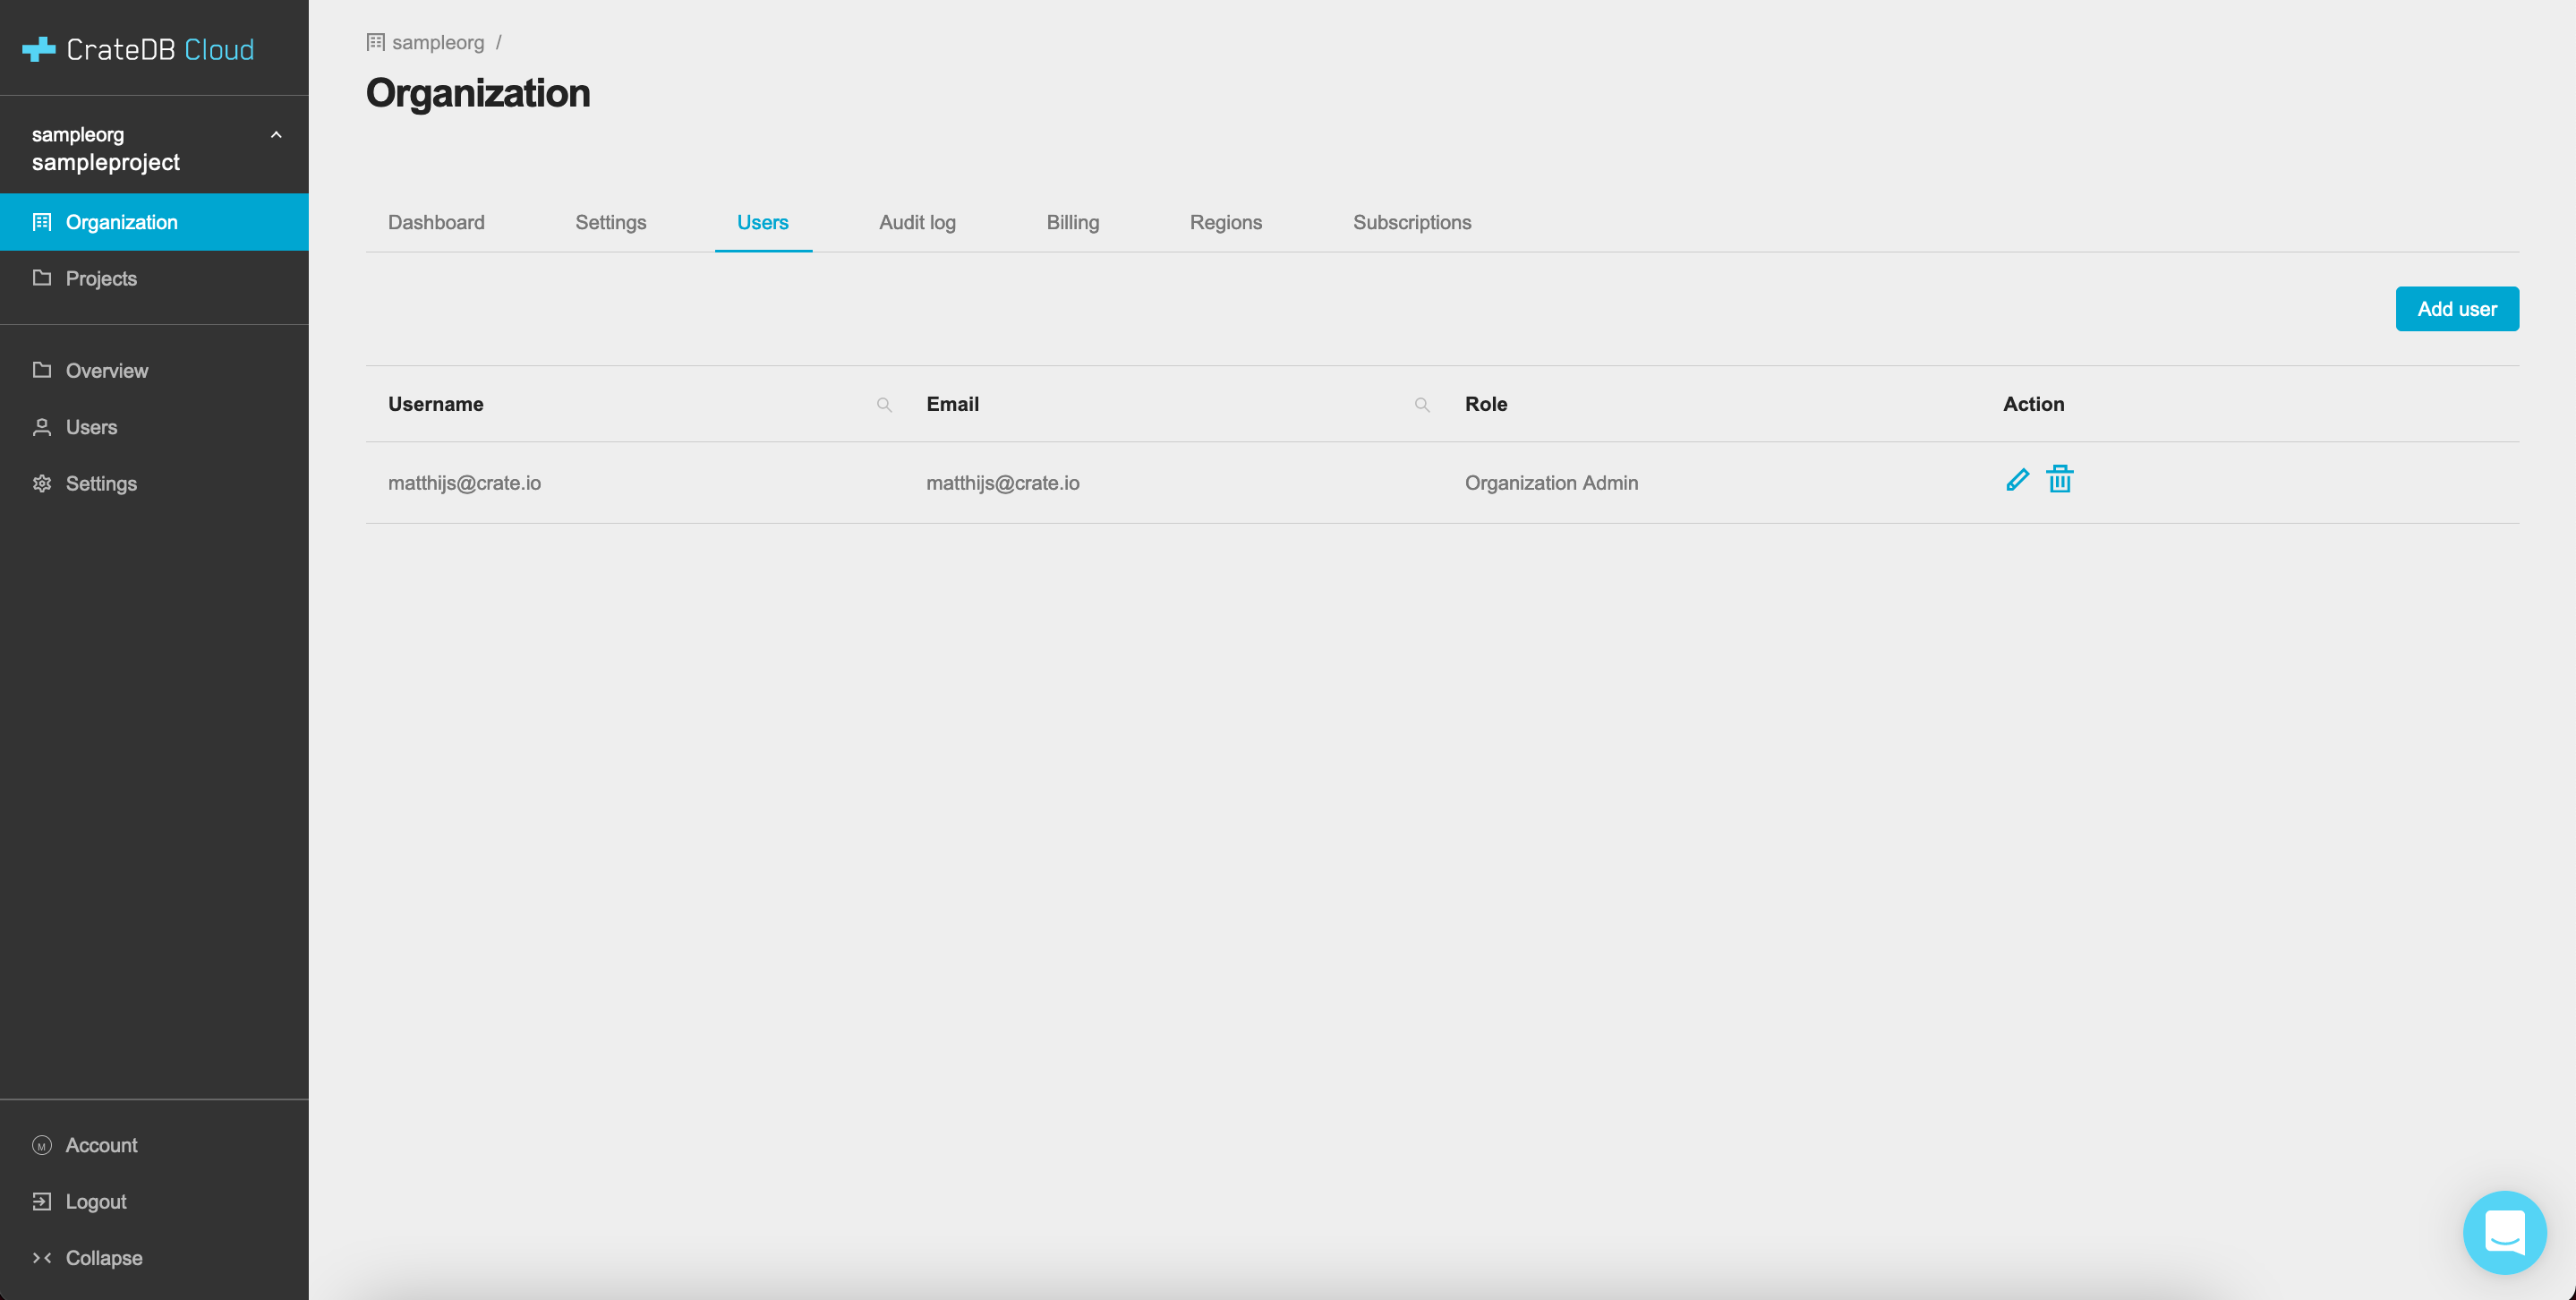 CrateDB Cloud
sampleorg
sampleproject
Organization
Projects
Overview
Users
Settings
Account
Logout
Collapse
sampleorg /
Organization
Dashboard Settings Users Audit log Billing Regions Subscriptions
Add user
Username Email Role Action
matthijs@crate.io matthijs@crate.io Organization Admin